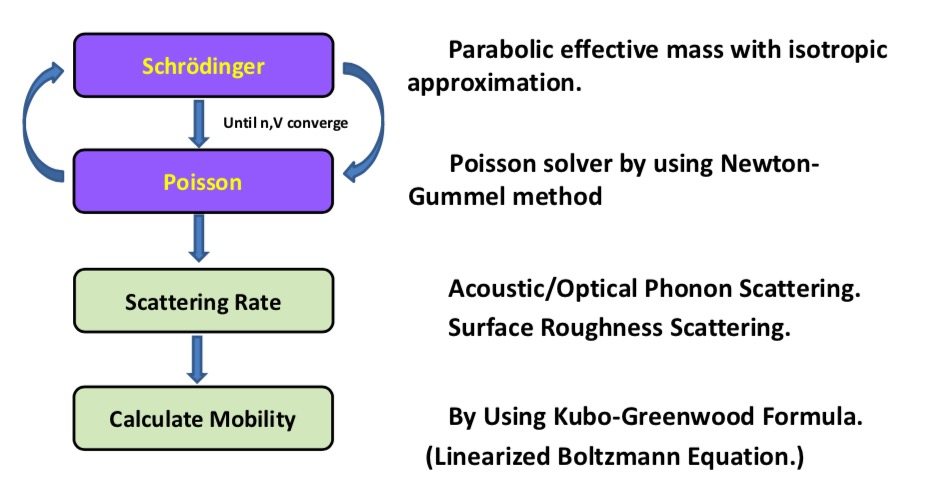 Schrödinger
Parabolic effective mass with isotropic
approximation.
Until n,V converge
Poisson
Poisson solver by using Newton-
Gummel method
Scattering Rate
Acoustic/Optical Phonon Scattering.
Surface Roughness Scattering.
Calculate Mobility
By Using Kubo-Greenwood Formula.
(Linearized Boltzmann Equation.)